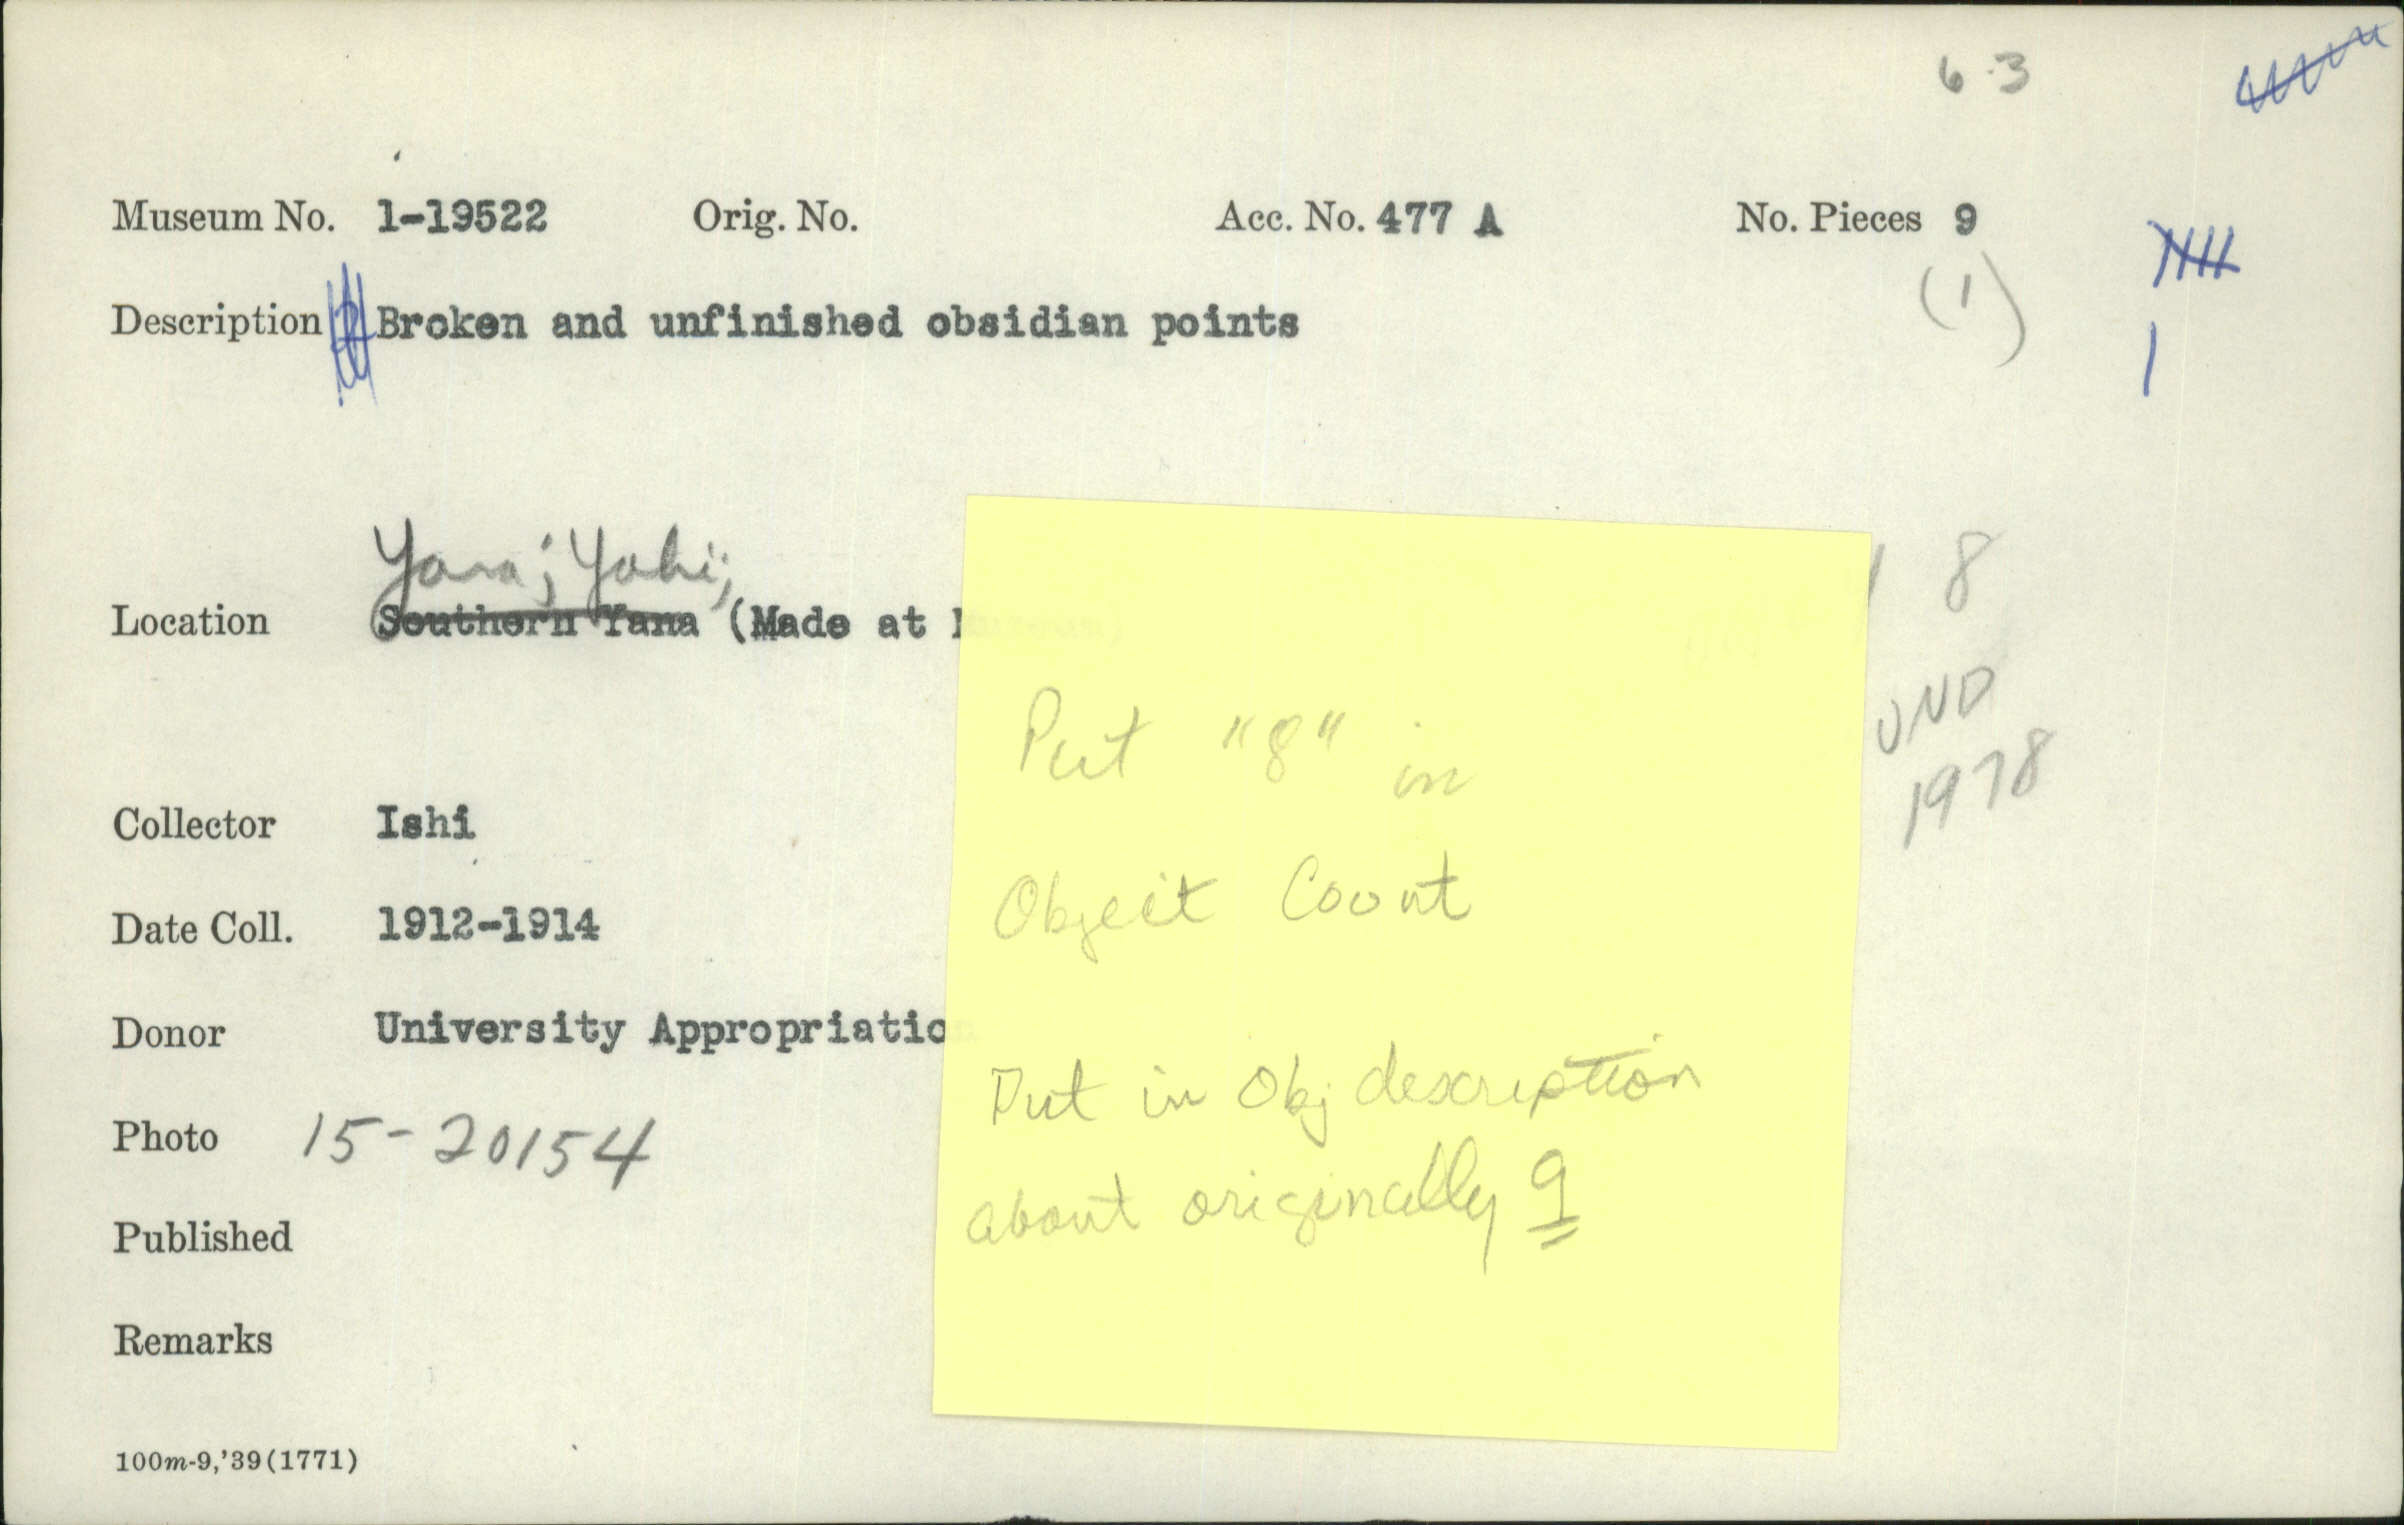 6.3
Museum No. 1-19522 Orig. No. Acc. No. 477 A No. Pieces 9
(1)
Description Broken and unfinished obsidian points
Yana; Yahi;
Location Southern Yana (Made at Museum)
8
UND
1978
Collector Ishi
Date Coll. 1912-1914
Donor University Appropriation
Photo 15-20154
Published
Remarks
100m-9,'39(1771)
Put "8" in
Object Count
Put in Obj description
about originally 9